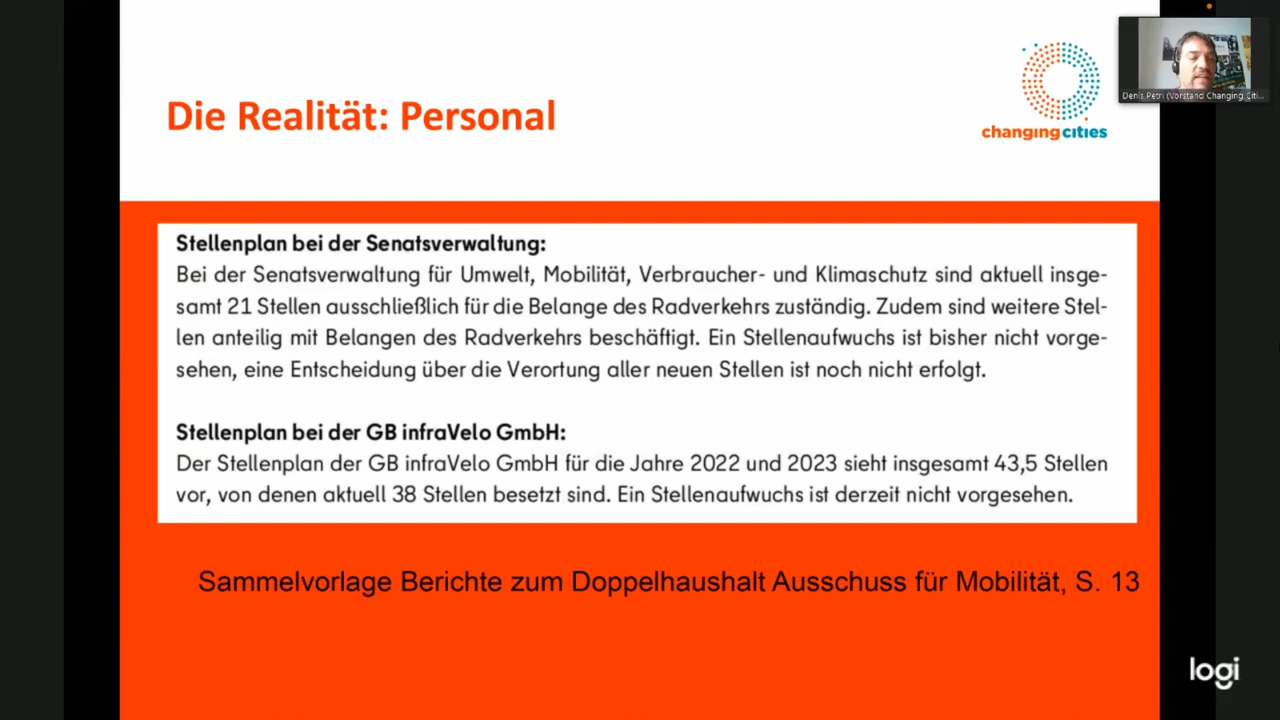 Die Realität: Personal
changingcities
Denis Petri (Vorstand Changing Citi...
Stellenplan bei der Senatsverwaltung:
Bei der Senatsverwaltung für Umwelt, Mobilität, Verbraucher- und Klimaschutz sind aktuell insge-
samt 21 Stellen ausschließlich für die Belange des Radverkehrs zuständig. Zudem sind weitere Stel-
len anteilig mit Belangen des Radverkehrs beschäftigt. Ein Stellenaufwuchs ist bisher nicht vorge-
sehen, eine Entscheidung über die Verortung aller neuen Stellen ist noch nicht erfolgt.
Stellenplan bei der GB infraVelo GmbH:
Der Stellenplan der GB infraVelo GmbH für die Jahre 2022 und 2023 sieht insgesamt 43,5 Stellen
vor, von denen aktuell 38 Stellen besetzt sind. Ein Stellenaufwuchs ist derzeit nicht vorgesehen.
Sammelvorlage Berichte zum Doppelhaushalt Ausschuss für Mobilität, S. 13
logi